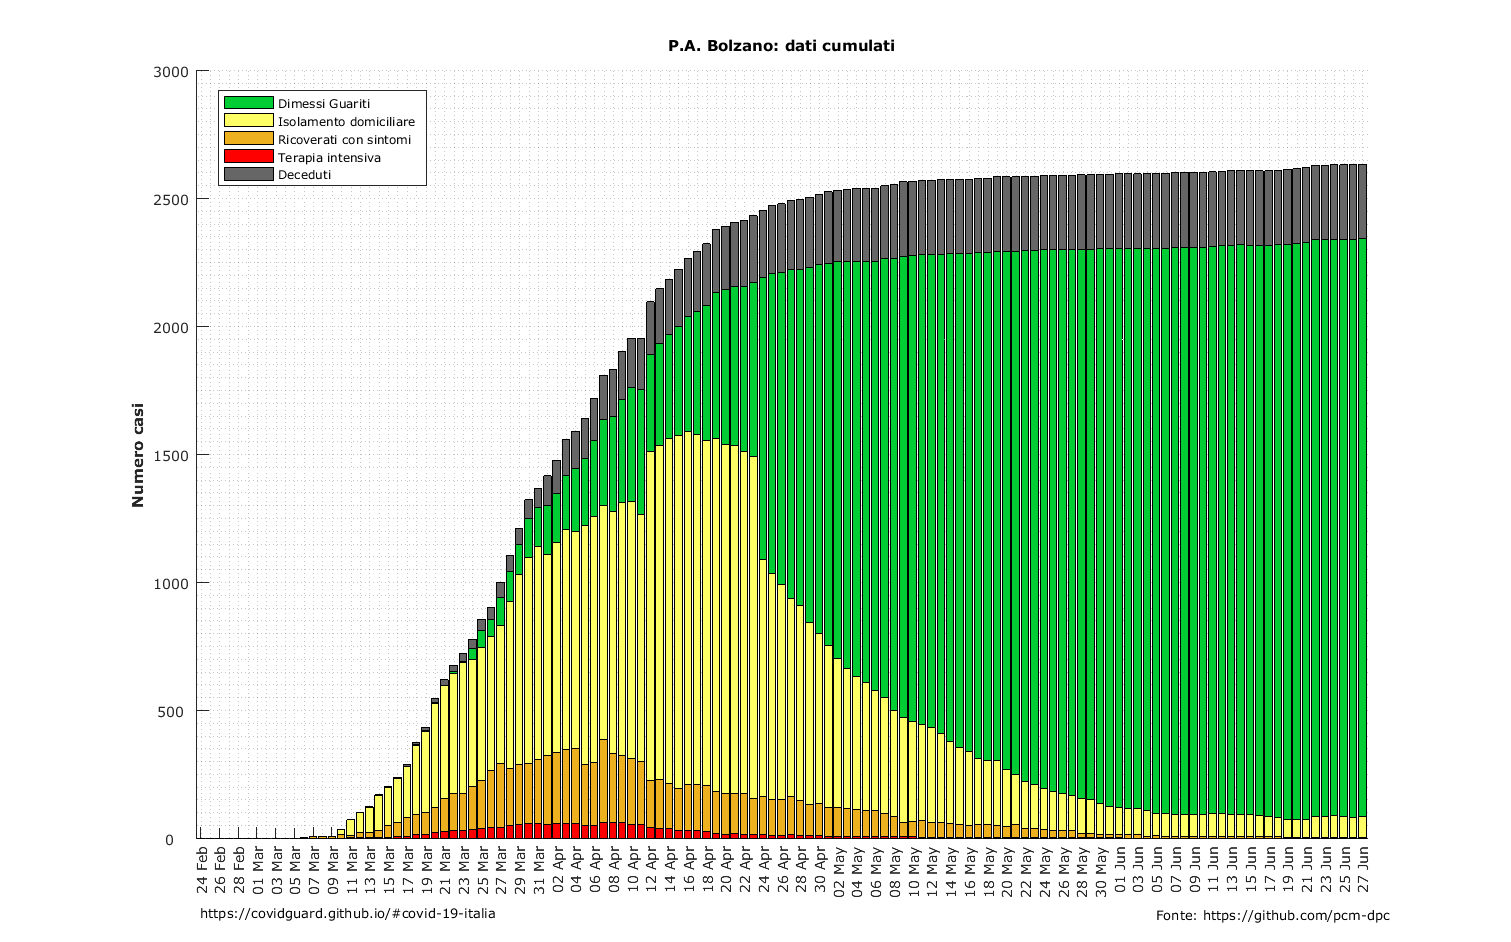 P.A. Bolzano: dati cumulati
3000
2500
2000
1500
1000
500
0
Numero casi
Dimessi Guariti
Isolamento domiciliare
Ricoverati con sintomi
Terapia intensiva
Deceduti
24 Feb
26 Feb
28 Feb
01 Mar
03 Mar
05 Mar
07 Mar
09 Mar
11 Mar
13 Mar
15 Mar
17 Mar
19 Mar
21 Mar
23 Mar
25 Mar
27 Mar
29 Mar
31 Mar
02 Apr
04 Apr
06 Apr
08 Apr
10 Apr
12 Apr
14 Apr
16 Apr
18 Apr
20 Apr
22 Apr
24 Apr
26 Apr
28 Apr
30 Apr
02 May
04 May
06 May
08 May
10 May
12 May
14 May
16 May
18 May
20 May
22 May
24 May
26 May
28 May
30 May
01 Jun
03 Jun
05 Jun
07 Jun
09 Jun
11 Jun
13 Jun
15 Jun
17 Jun
19 Jun
21 Jun
23 Jun
25 Jun
27 Jun
https://covidguard.github.io/#covid-19-italia
Fonte: https://github.com/pcm-dpc